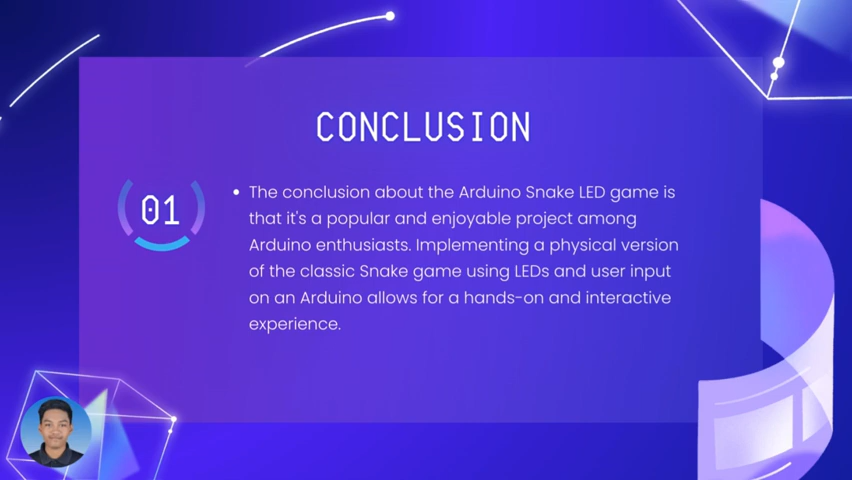 CONCLUSION
01
• The conclusion about the Arduino Snake LED game is
that it's a popular and enjoyable project among
Arduino enthusiasts. Implementing a physical version
of the classic Snake game using LEDs and user input
on an Arduino allows for a hands-on and interactive
experience.